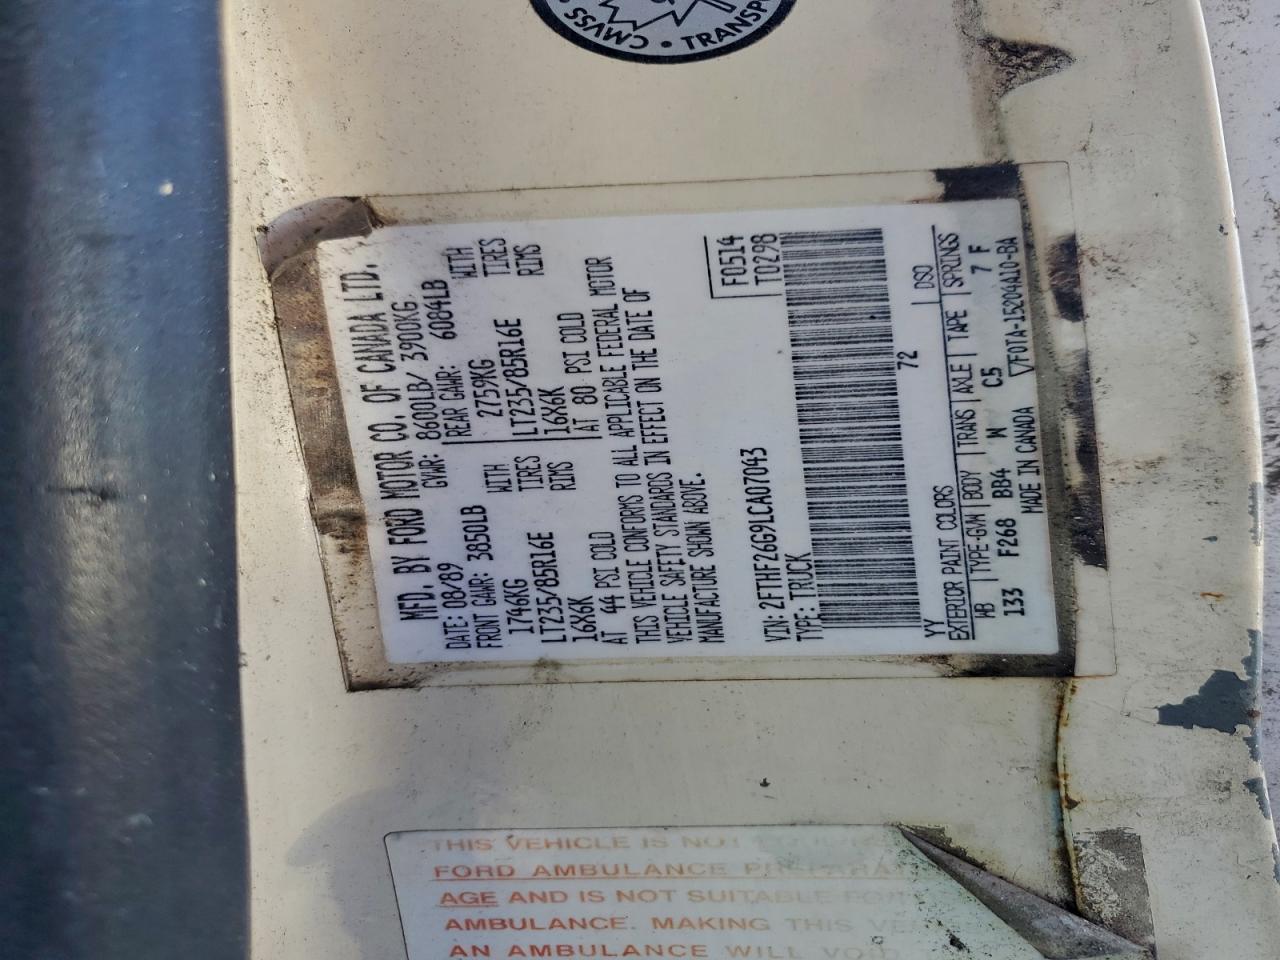 CMVSS • TRANSP
MFD. BY FORD MOTOR CO. OF CANADA LTD.
DATE: 08/89 GVWR: 8600LB/ 3900KG
FRONT GAWR: 3850LB REAR GAWR: 6084LB
1746KG WITH 2759KG WITH
LT235/85R16E TIRES LT235/85R16E TIRES
16X6K RIMS 16X6K RIMS
AT 44 PSI COLD AT 80 PSI COLD
THIS VEHICLE CONFORMS TO ALL APPLICABLE FEDERAL MOTOR
VEHICLE SAFETY STANDARDS IN EFFECT ON THE DATE OF
MANUFACTURE SHOWN ABOVE.
F0514
T0298
VIN: 2FTHF26G9LCA07043
TYPE: TRUCK
72
YY DSO
EXTERIOR PAINT COLORS
WB TYPE-GVW BODY TRANS AXLE TAPE SPRINGS
133 F268 BB4 W C5 7 F
MADE IN CANADA ▽F0TA-15204A10-BA
THIS VEHICLE IS NOT
FORD AMBULANCE
AGE AND IS NOT SUITABLE
AMBULANCE. MAKING THIS
AN AMBULANCE WILL VOID